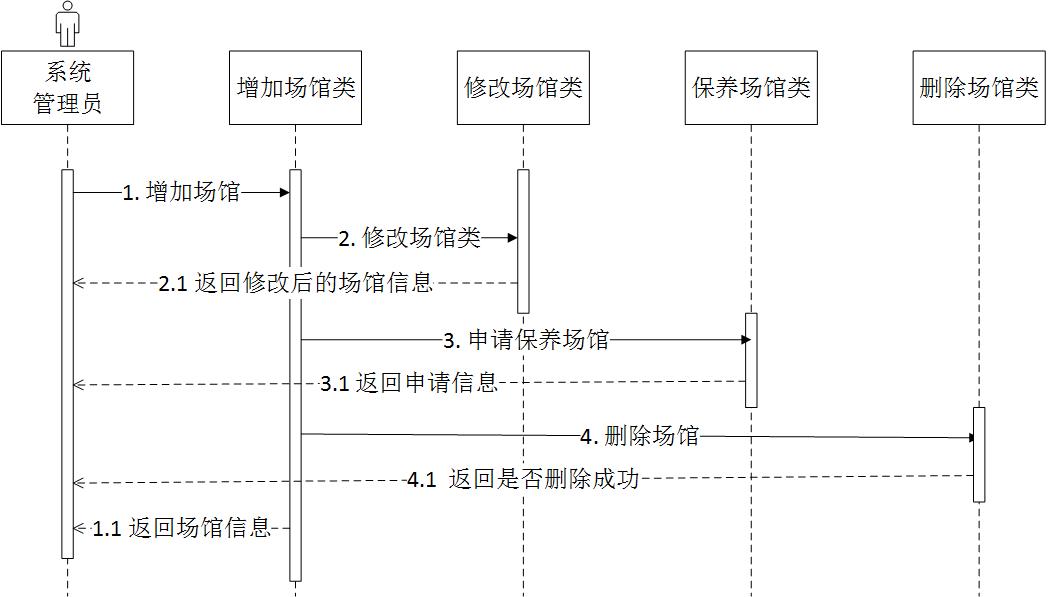 系统
管理员
增加场馆类
修改场馆类
保养场馆类
删除场馆类
1. 增加场馆
2. 修改场馆类
2.1 返回修改后的场馆信息
3. 申请保养场馆
3.1 返回申请信息
4. 删除场馆
4.1 返回是否删除成功
1.1 返回场馆信息